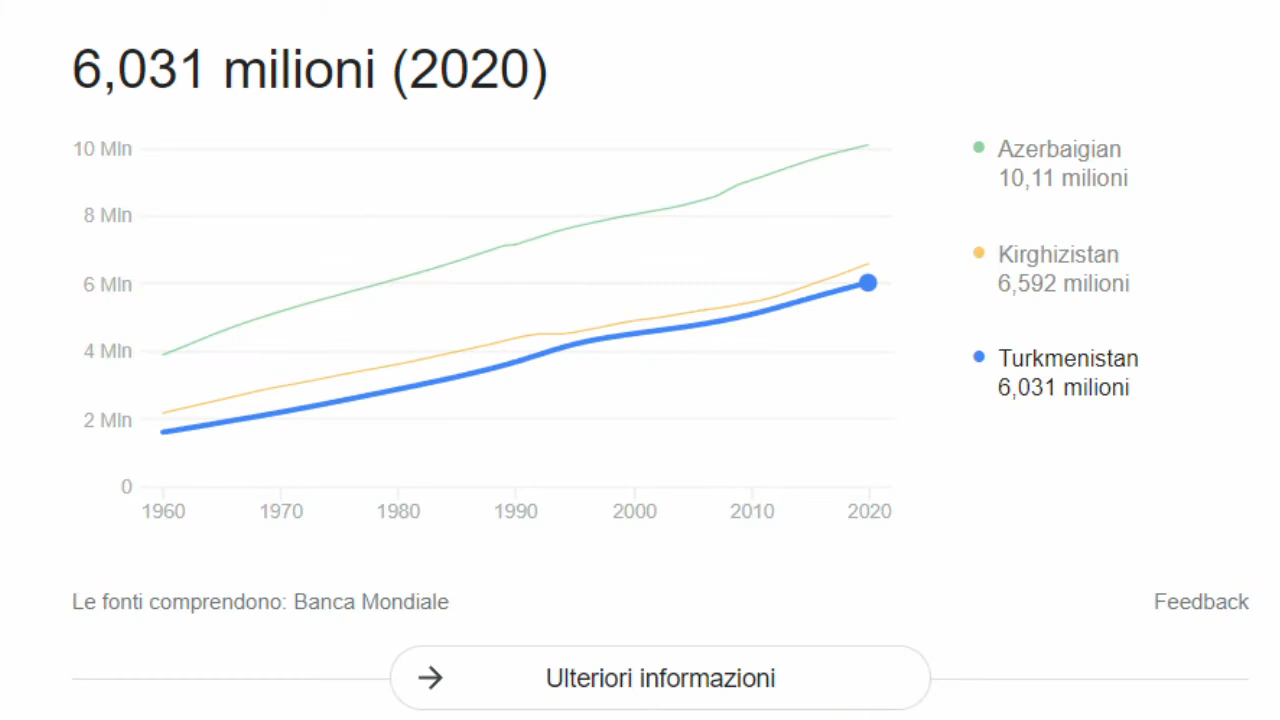 6,031 milioni (2020)
10 Mln
8 Mln
6 Mln
4 Mln
2 Mln
0
1960 1970 1980 1990 2000 2010 2020
Azerbaigian
10,11 milioni
Kirghizistan
6,592 milioni
Turkmenistan
6,031 milioni
Le fonti comprendono: Banca Mondiale
Feedback
Ulteriori informazioni